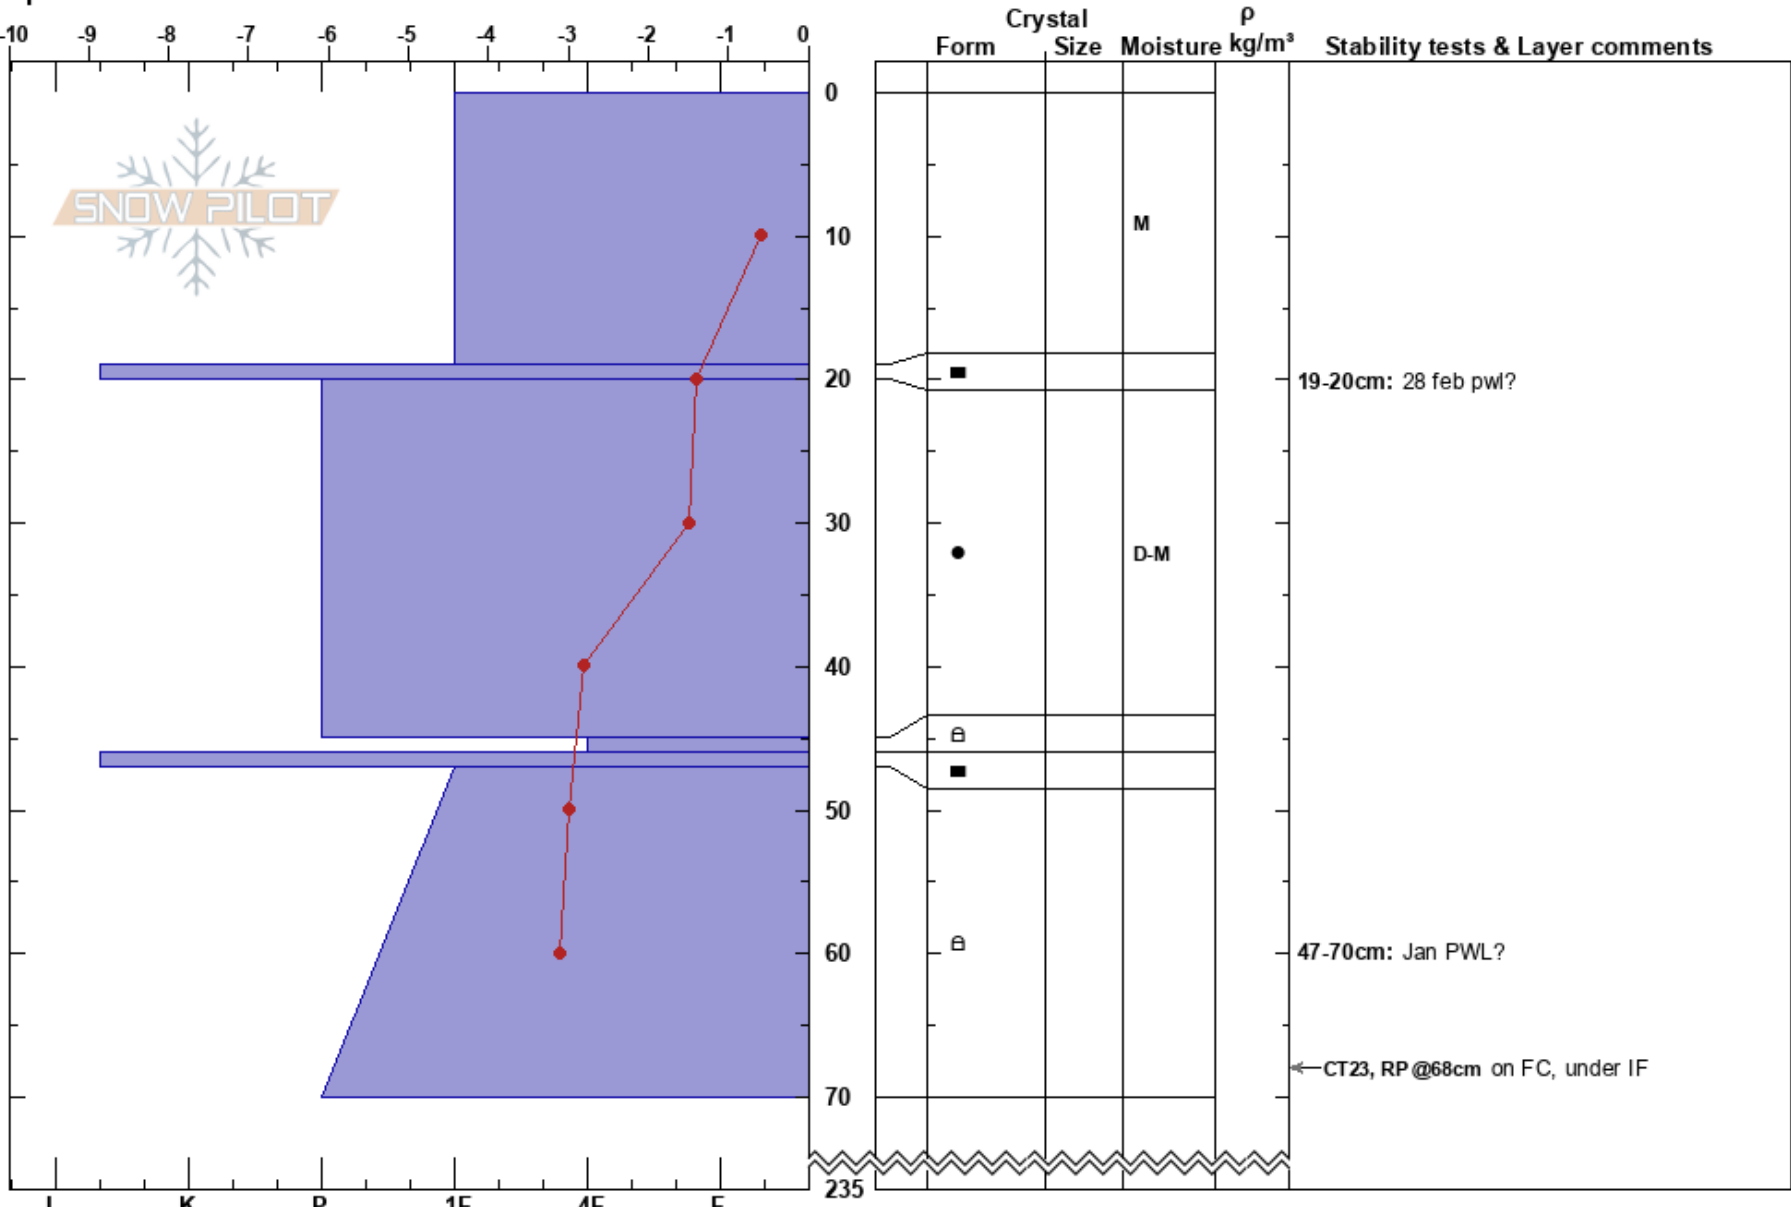 Crystal ρ
-10 -9 -8 -7 -6 -5 -4 -3 -2 -1 0 Form Size Moisture kg/m³ Stability tests & Layer comments
0
SNOW PILOT
10 M
20 19-20cm: 28 feb pwl?
30
D-M
40
50
60 47-70cm: Jan PWL?
CT23, RP@68cm on FC, under IF
70
235
I K P 1F 4F F